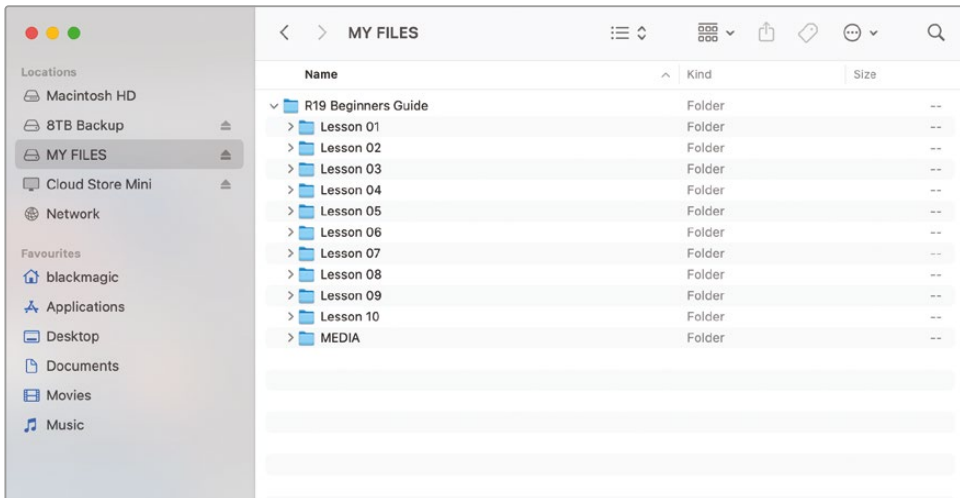 MY FILES
Locations
Macintosh HD
8TB Backup
MY FILES
Cloud Store Mini
Network
Favourites
blackmagic
Applications
Desktop
Documents
Movies
Music
Name Kind Size
R19 Beginners Guide Folder --
Lesson 01 Folder --
Lesson 02 Folder --
Lesson 03 Folder --
Lesson 04 Folder --
Lesson 05 Folder --
Lesson 06 Folder --
Lesson 07 Folder --
Lesson 08 Folder --
Lesson 09 Folder --
Lesson 10 Folder --
MEDIA Folder --